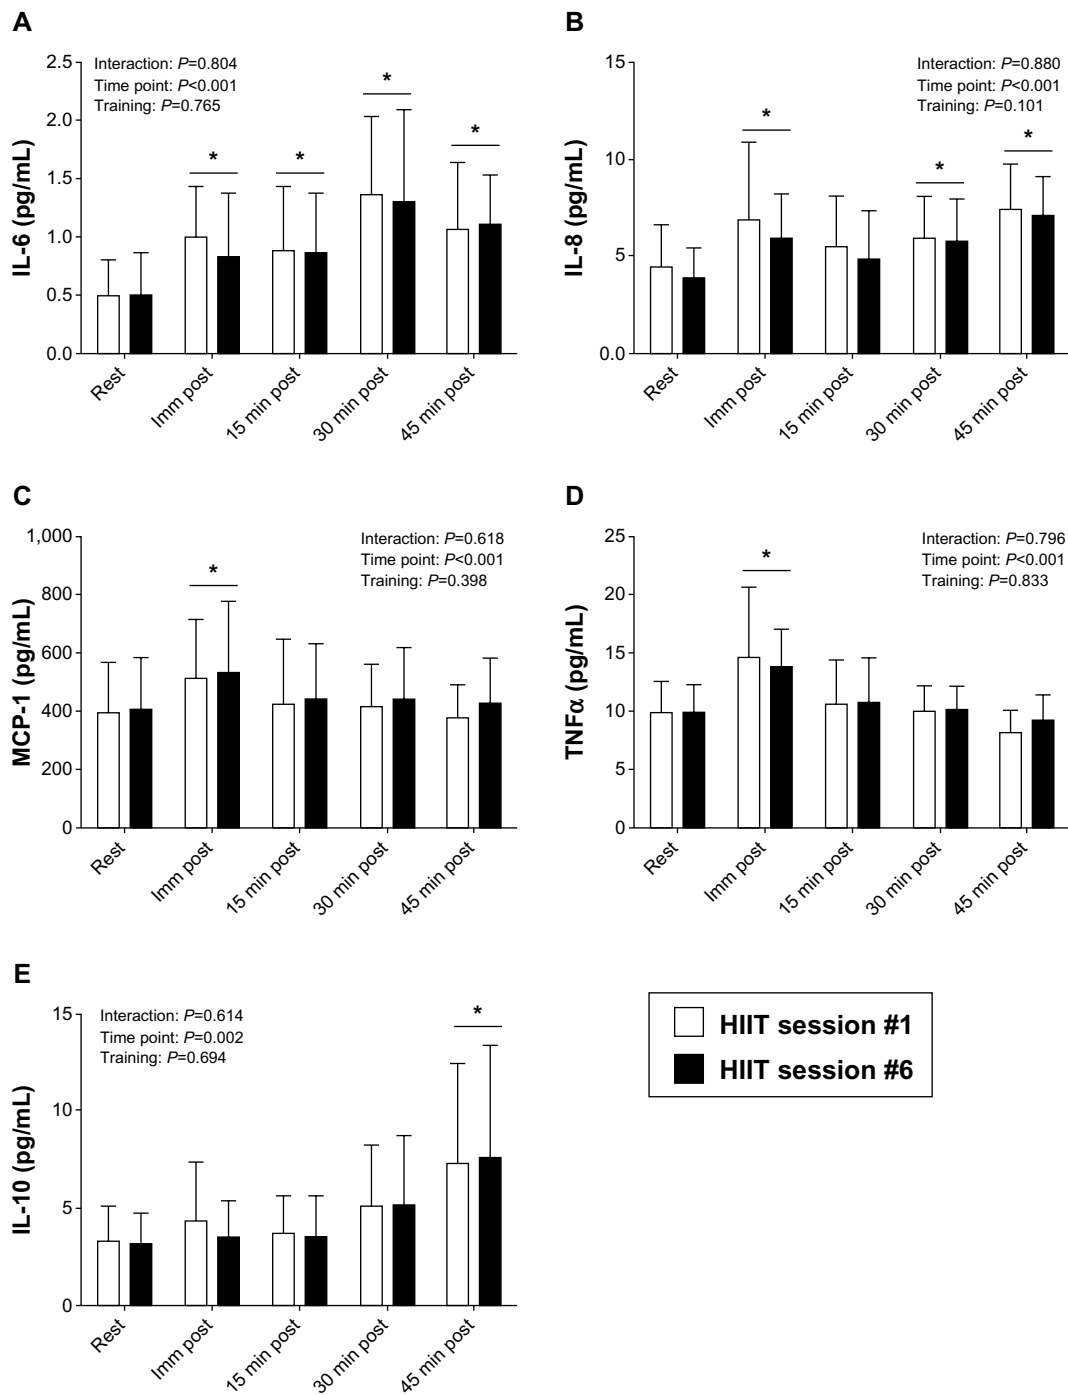 A
Interaction: P=0.804
Time point: P<0.001
Training: P=0.765
IL-6 (pg/mL)
2.5
2.0
1.5
1.0
0.5
0.0
* * * *
Rest
Imm post
15 min post
30 min post
45 min post
B
Interaction: P=0.880
Time point: P<0.001
Training: P=0.101
IL-8 (pg/mL)
15
10
5
0.0
* * *
Rest
Imm post
15 min post
30 min post
45 min post
C
Interaction: P=0.618
Time point: P<0.001
Training: P=0.398
MCP-1 (pg/mL)
1,000
800
600
400
200
0
*
Rest
Imm post
15 min post
30 min post
45 min post
D
Interaction: P=0.796
Time point: P<0.001
Training: P=0.833
TNFα (pg/mL)
25
20
15
10
5
0
*
Rest
Imm post
15 min post
30 min post
45 min post
E
Interaction: P=0.614
Time point: P=0.002
Training: P=0.694
IL-10 (pg/mL)
15
10
5
0
*
Rest
Imm post
15 min post
30 min post
45 min post
HIIT session #1
HIIT session #6